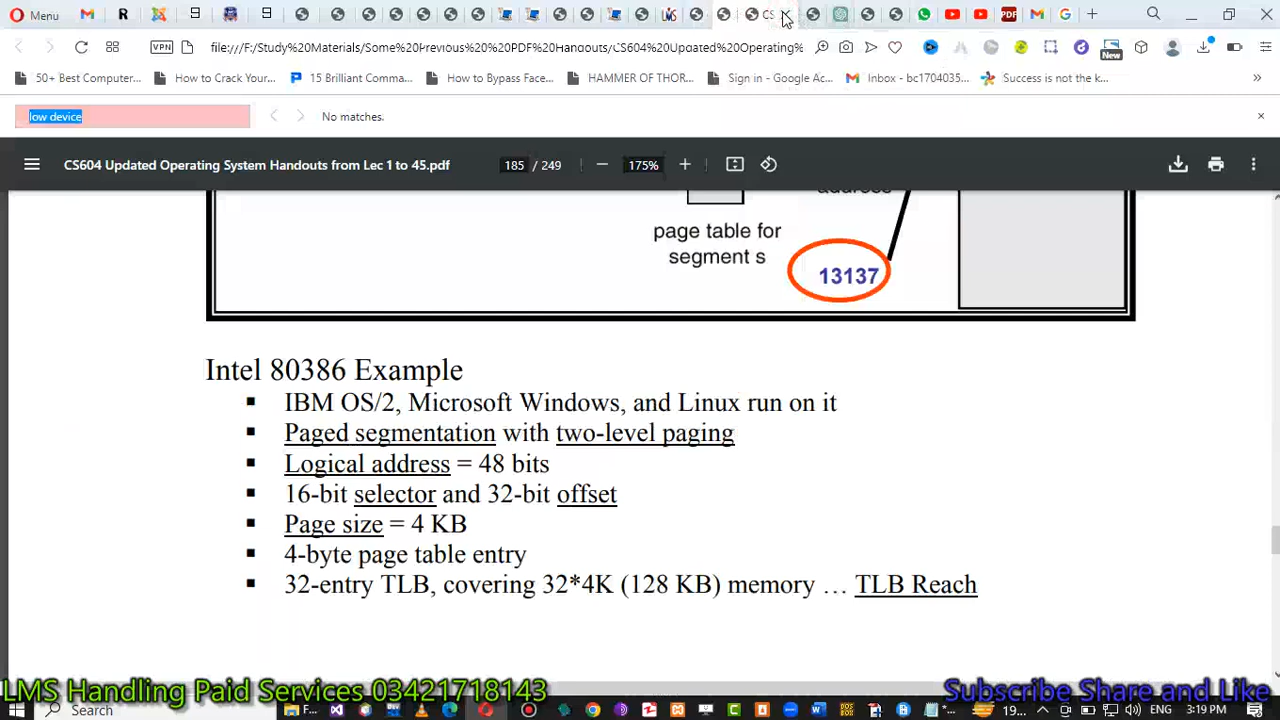 Menu
CS
VPN
file:///F:/Study%20Materials/Some%20Previous%20%20PDF%20Handouts/CS604%20Updated%20Operating%
New
50+ Best Computer...
How to Crack Your...
15 Brilliant Comma...
How to Bypass Face...
HAMMER OF THOR...
Sign in - Google Ac...
Inbox - bc1704035...
Success is not the k...
low device
No matches.
CS604 Updated Operating System Handouts from Lec 1 to 45.pdf
185 / 249
175%
address
page table for
segment s
13137
Intel 80386 Example
▪ IBM OS/2, Microsoft Windows, and Linux run on it
▪ Paged segmentation with two-level paging
▪ Logical address = 48 bits
▪ 16-bit selector and 32-bit offset
▪ Page size = 4 KB
▪ 4-byte page table entry
▪ 32-entry TLB, covering 32*4K (128 KB) memory … TLB Reach
LMS Handling Paid Services 03421718143
Subscribe Share and Like
Search
F...
19...
3:19 PM